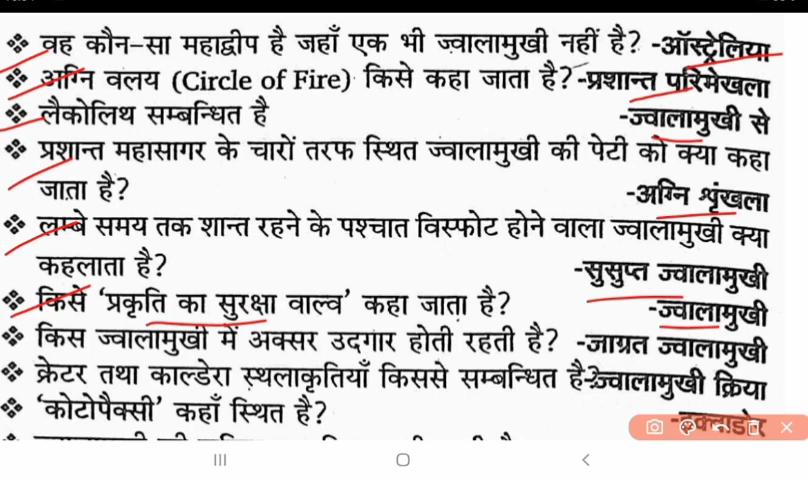 ❖ वह कौन-सा महाद्वीप है जहाँ एक भी ज्वालामुखी नहीं है? -ऑस्ट्रेलिया
❖ अग्नि वलय (Circle of Fire) किसे कहा जाता है?-प्रशान्त परिमेखला
❖ लैकोलिथ सम्बन्धित है -ज्वालामुखी से
❖ प्रशान्त महासागर के चारों तरफ स्थित ज्वालामुखी की पेटी को क्या कहा
जाता है? -अग्नि शृंखला
❖ लम्बे समय तक शान्त रहने के पश्चात विस्फोट होने वाला ज्वालामुखी क्या
कहलाता है? -सुसुप्त ज्वालामुखी
❖ किसे ‘प्रकृति का सुरक्षा वाल्व’ कहा जाता है? -ज्वालामुखी
❖ किस ज्वालामुखी में अक्सर उदगार होती रहती है? -जाग्रत ज्वालामुखी
❖ क्रेटर तथा काल्डेरा स्थलाकृतियाँ किससे सम्बन्धित है?-ज्वालामुखी क्रिया
❖ ‘कोटोपैक्सी’ कहाँ स्थित है?